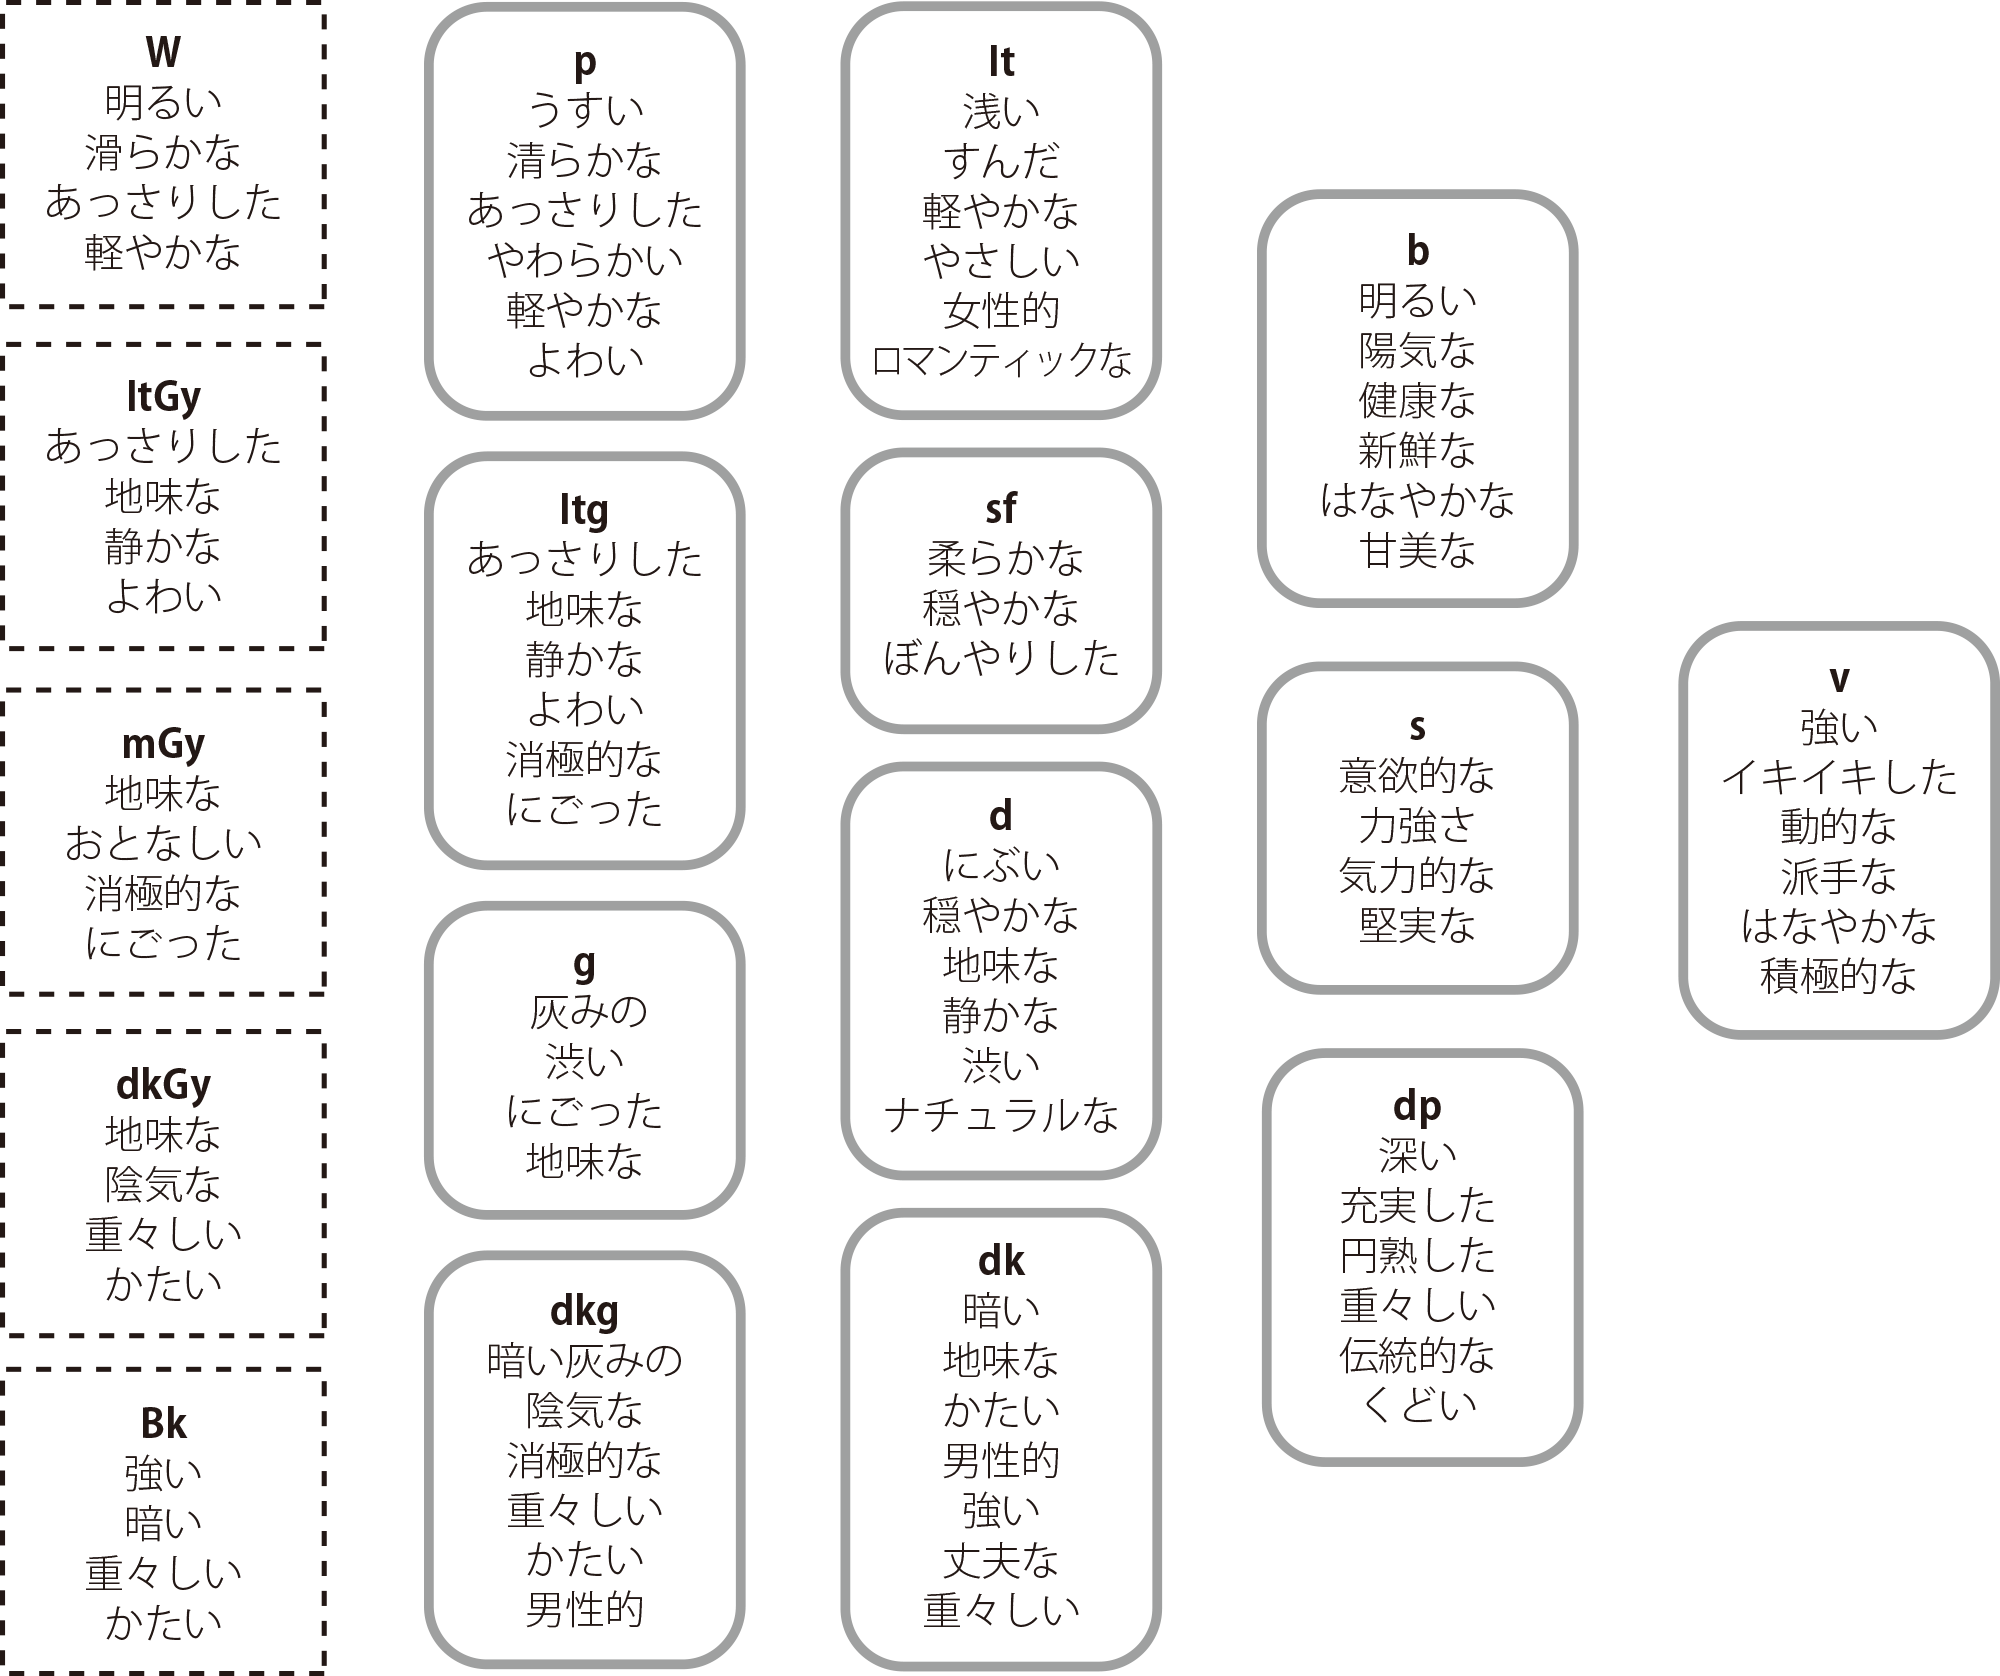 W
明るい
滑らかな
あっさりした
軽やかな
ltGy
あっさりした
地味な
静かな
よわい
mGy
地味な
おとなしい
消極的な
にごった
dkGy
地味な
陰気な
重々しい
かたい
Bk
強い
暗い
重々しい
かたい
p
うすい
清らかな
あっさりした
やわらかい
軽やかな
よわい
ltg
あっさりした
地味な
静かな
よわい
消極的な
にごった
g
灰みの
渋い
にごった
地味な
dkg
暗い灰みの
陰気な
消極的な
重々しい
かたい
男性的
lt
浅い
すんだ
軽やかな
やさしい
女性的
ロマンティックな
sf
柔らかな
穏やかな
ぼんやりした
d
にぶい
穏やかな
地味な
静かな
渋い
ナチュラルな
dk
暗い
地味な
かたい
男性的
強い
丈夫な
重々しい
b
明るい
陽気な
健康な
新鮮な
はなやかな
甘美な
s
意欲的な
力強さ
気力的な
堅実な
dp
深い
充実した
円熟した
重々しい
伝統的な
くどい
v
強い
イキイキした
動的な
派手な
はなやかな
積極的な